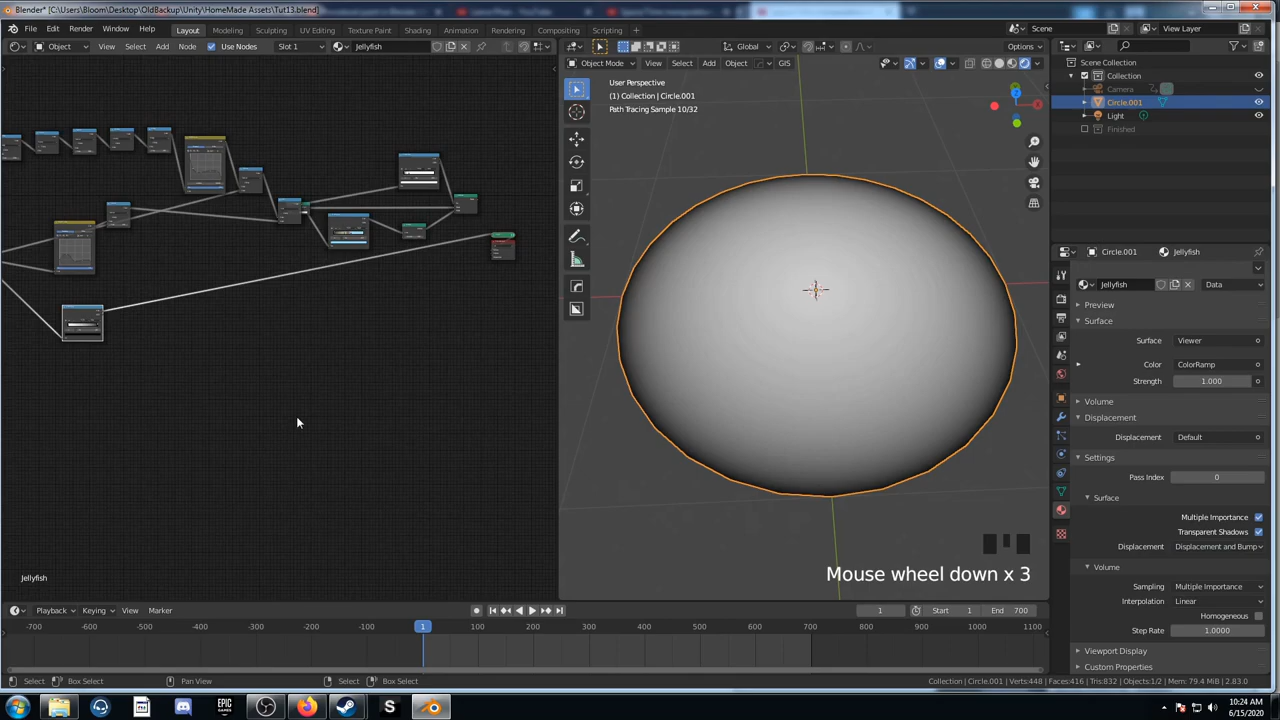 Blender* [C:\Users\Bloom\Desktop\OldBackup\Unity\HomeMade Assets\Tut13.blend]
File Edit Render Window Help Layout Modeling Sculpting UV Editing Texture Paint Shading Animation Rendering Compositing Scripting Scene View Layer
Object View Select Add Node Use Nodes Slot 1 Jellyfish Global Options
Object Mode View Select Add Object GIS
Scene Collection
Collection
Camera
Circle.001
Light
Finished
User Perspective
(1) Collection | Circle.001
Path Tracing Sample 10/32
Circle.001 Jellyfish
Jellyfish Data
Preview
Surface
Surface Viewer
Color ColorRamp
Strength 1.000
Volume
Displacement
Displacement Default
Settings
Pass Index 0
Surface
Multiple Importance
Transparent Shadows
Displacement Displacement and Bump
Volume
Sampling Multiple Importance
Interpolation Linear
Homogeneous
Step Rate 1.0000
Viewport Display
Custom Properties
Jellyfish
Mouse wheel down x 3
Playback Keying View Marker 1 Start 1 End 700
-700 -600 -500 -400 -300 -200 -100 1 100 200 300 400 500 600 700 800 900 1000 1100
Select Box Select Pan View Select Box Select Collection | Circle.001 | Verts:448 | Faces:416 | Tris:832 | Objects:1/2 | Mem: 79.4 MiB | 2.83.0
EPIC GAMES
S
10:24 AM
6/15/2020